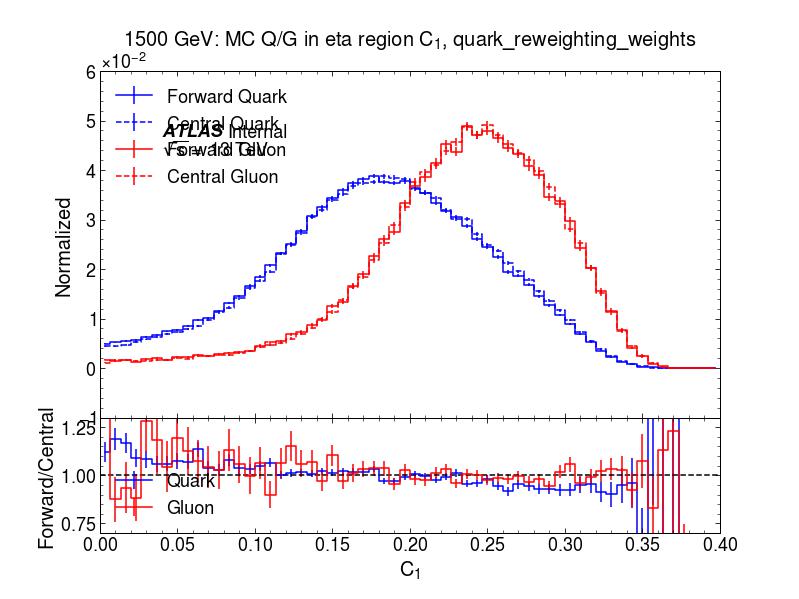 1500 GeV: MC Q/G in eta region C₁, quark_reweighting_weights
×10⁻²
6
5
4
3
2
1
0
−1
Normalized
Forward Quark
Central Quark
ATLAS Internal
Forward Gluon
√s = 13 TeV
Central Gluon
1.25
1.00
0.75
Forward/Central
Quark
Gluon
0.00 0.05 0.10 0.15 0.20 0.25 0.30 0.35 0.40
C₁